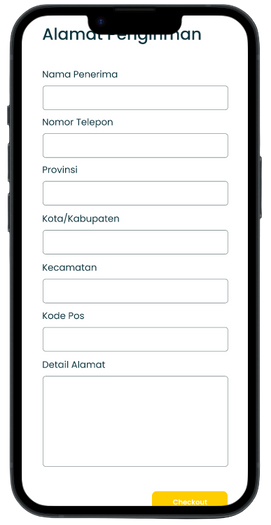 Alamat Pengiriman
Nama Penerima
Nomor Telepon
Provinsi
Kota/Kabupaten
Kecamatan
Kode Pos
Detail Alamat
Checkout